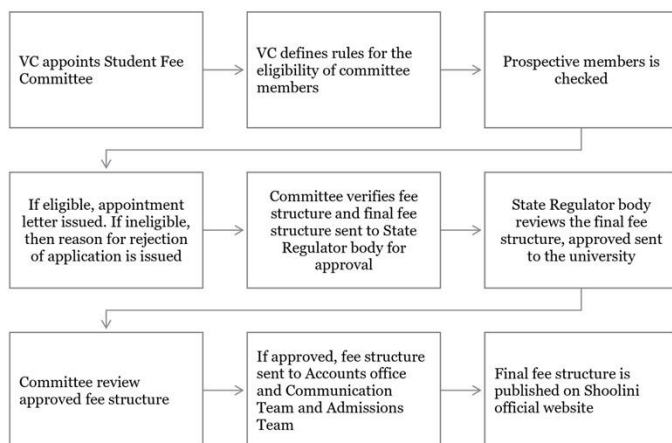 VC appoints Student Fee
Committee
VC defines rules for the
eligibility of committee
members
Prospective members is
checked
If eligible, appointment
letter issued. If ineligible,
then reason for rejection
of application is issued
Committee verifies fee
structure and final fee
structure sent to State
Regulator body for
approval
State Regulator body
reviews the final fee
structure, approved sent
to the university
Committee review
approved fee structure
If approved, fee structure
sent to Accounts office
and Communication
Team and Admissions
Team
Final fee structure is
published on Shoolini
official website